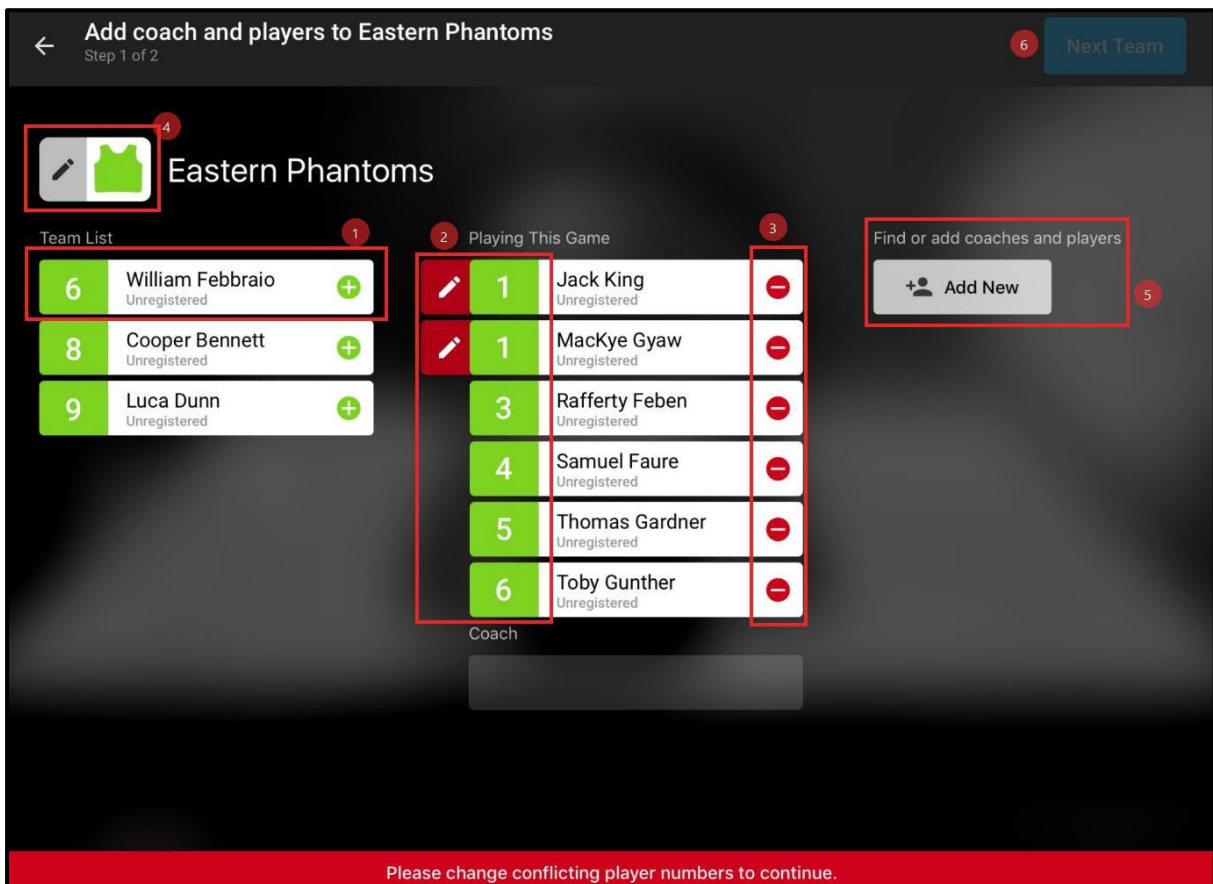 Add coach and players to Eastern Phantoms
Step 1 of 2
6
Next Team
4
Eastern Phantoms
Team List
1
6
William Febbraio
Unregistered
8
Cooper Bennett
Unregistered
9
Luca Dunn
Unregistered
2
Playing This Game
3
1
Jack King
Unregistered
1
MacKye Gyaw
Unregistered
3
Rafferty Feben
Unregistered
4
Samuel Faure
Unregistered
5
Thomas Gardner
Unregistered
6
Toby Gunther
Unregistered
Coach
Find or add coaches and players
Add New
5
Please change conflicting player numbers to continue.